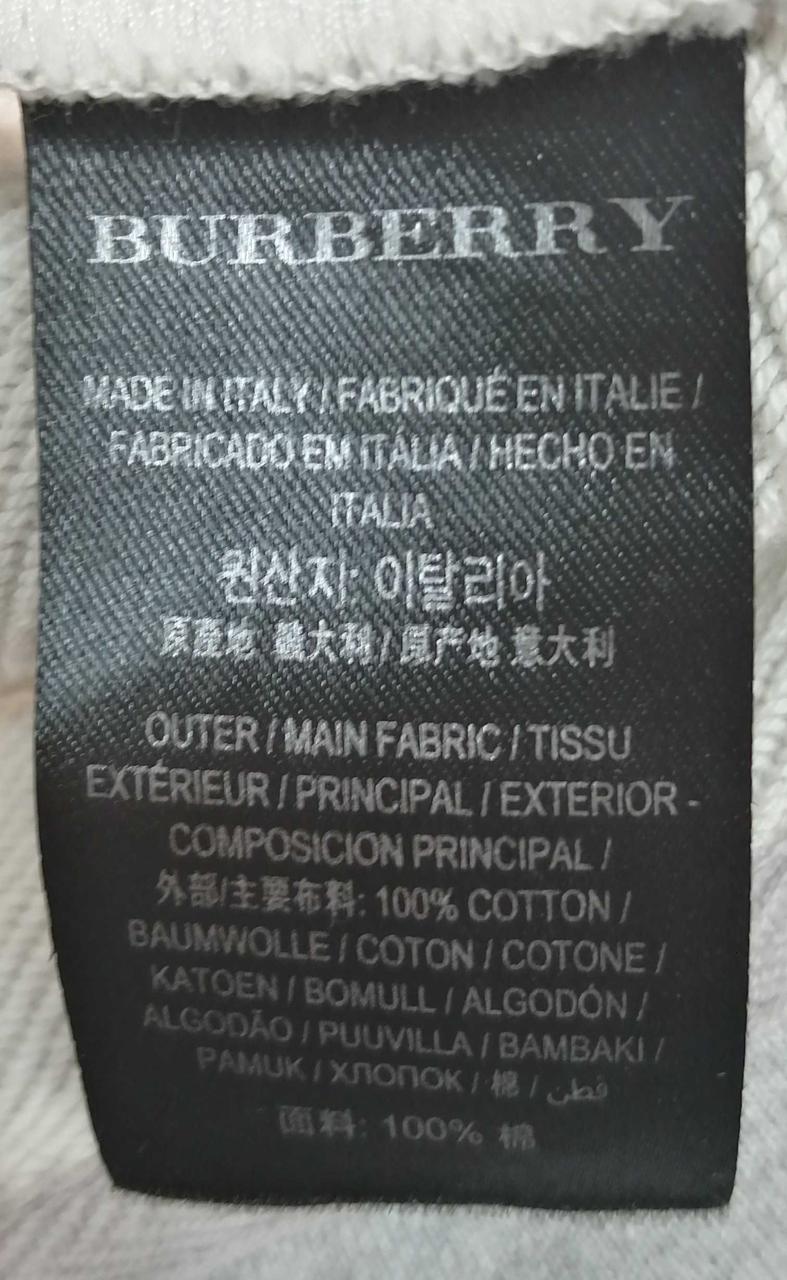 BURBERRY
MADE IN ITALY / FABRIQUÉ EN ITALIE /
FABRICADO EM ITÁLIA / HECHO EN
ITALIA
원산지· 이탈리아
原產地 義大利 / 原产地 意大利
OUTER / MAIN FABRIC / TISSU
EXTÉRIEUR / PRINCIPAL / EXTERIOR -
COMPOSICIÓN PRINCIPAL /
外部/主要布料: 100% COTTON /
BAUMWOLLE / COTON / COTONE /
KATOEN / BOMULL / ALGODÓN /
ALGODÃO / PUUVILLA / BAMBAKI /
PAMUK / ХЛОПОК / 棉 / قطن
面料: 100% 棉